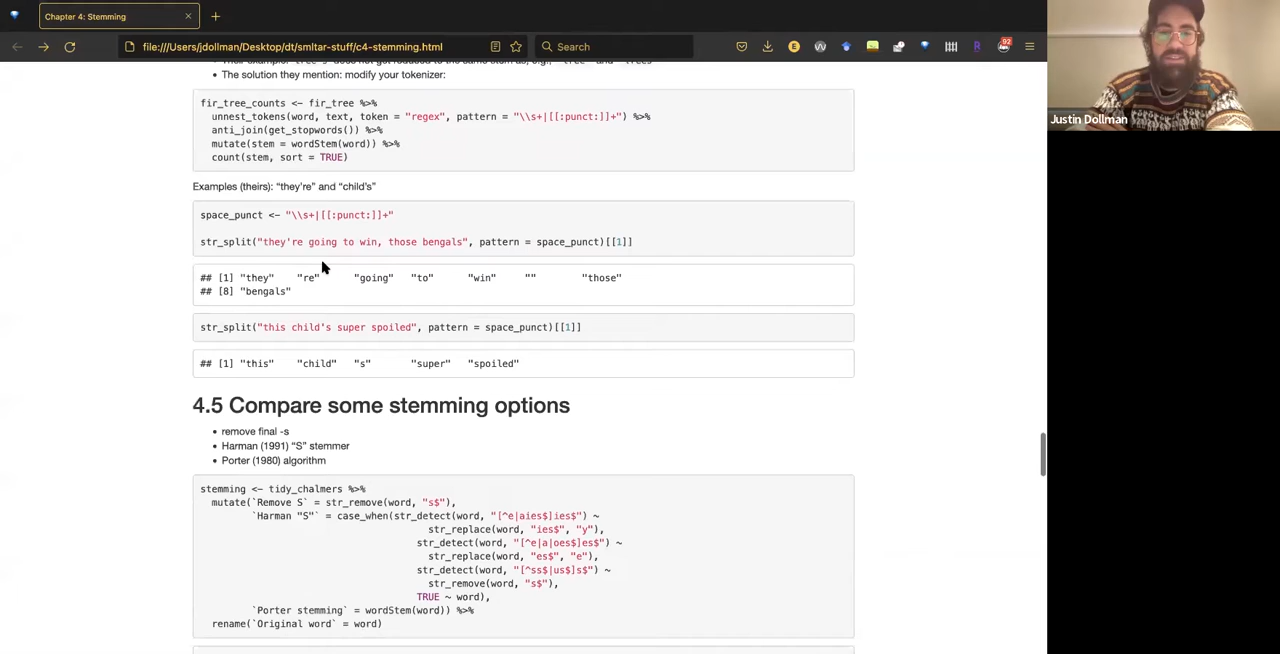 Chapter 4: Stemming
file:///Users/jdollman/Desktop/dt/smltar-stuff/c4-stemming.html
Search
92
Justin Dollman
• The solution they mention: modify your tokenizer:
fir_tree_counts <- fir_tree %>%
unnest_tokens(word, text, token = "regex", pattern = "\\s+|[[:punct:]]+") %>%
anti_join(get_stopwords()) %>%
mutate(stem = wordStem(word)) %>%
count(stem, sort = TRUE)
Examples (theirs): “they’re” and “child’s”
space_punct <- "\\s+|[[:punct:]]+"
str_split("they're going to win, those bengals", pattern = space_punct)[[1]]
## [1] "they" "re" "going" "to" "win" "" "those"
## [8] "bengals"
str_split("this child's super spoiled", pattern = space_punct)[[1]]
## [1] "this" "child" "s" "super" "spoiled"
4.5 Compare some stemming options
• remove final -s
• Harman (1991) “S” stemmer
• Porter (1980) algorithm
stemming <- tidy_chalmers %>%
mutate(`Remove S` = str_remove(word, "s$"),
`Harman "S"` = case_when(str_detect(word, "[^e|aies$]ies$") ~
str_replace(word, "ies$", "y"),
str_detect(word, "[^e|a|oes$]es$") ~
str_replace(word, "es$", "e"),
str_detect(word, "[^ss$|us$]s$") ~
str_remove(word, "s$"),
TRUE ~ word),
`Porter stemming` = wordStem(word)) %>%
rename(`Original word` = word)